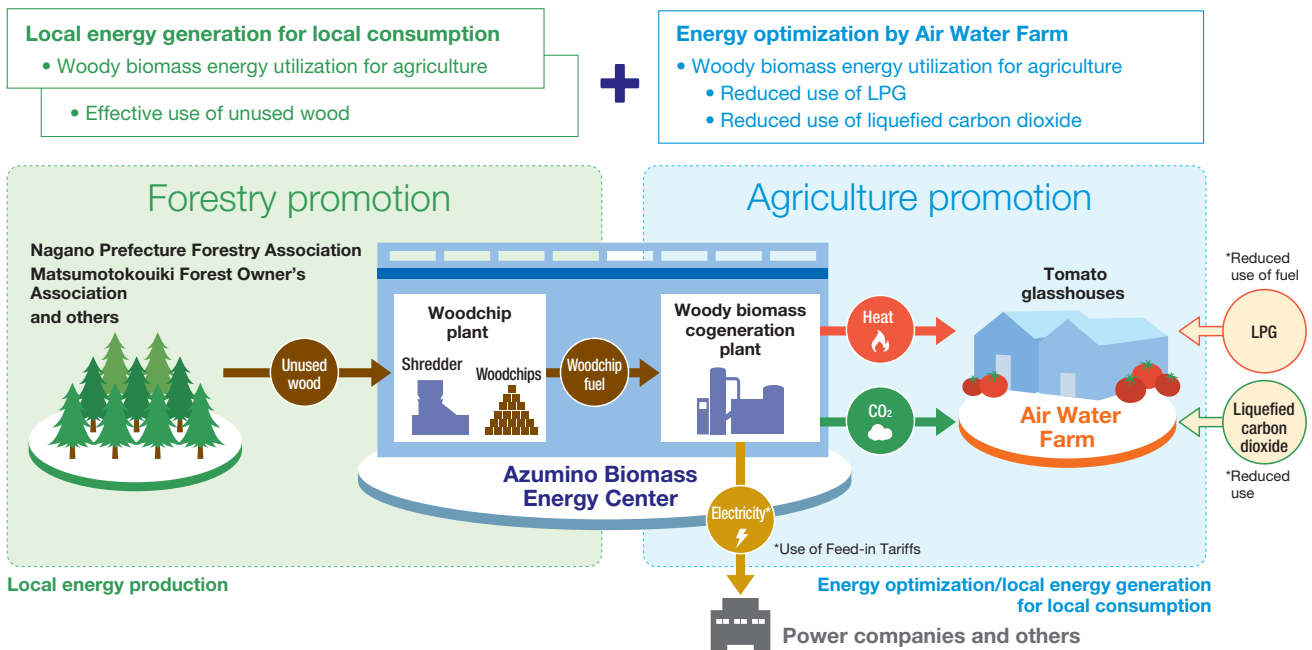 Local energy generation for local consumption
• Woody biomass energy utilization for agriculture
• Effective use of unused wood
Energy optimization by Air Water Farm
• Woody biomass energy utilization for agriculture
• Reduced use of LPG
• Reduced use of liquefied carbon dioxide
Forestry promotion
Agriculture promotion
Nagano Prefecture Forestry Association
Matsumotokouiki Forest Owner's
Association
and others
Unused
wood
Woodchip
plant
Shredder
Woodchips
Woodchip
fuel
Woody biomass
cogeneration
plant
Azumino Biomass
Energy Center
Heat
CO₂
Electricity*
*Use of Feed-in Tariffs
Tomato
glasshouses
Air Water
Farm
*Reduced
use of fuel
LPG
Liquefied
carbon
dioxide
*Reduced
use
Local energy production
Energy optimization/local energy generation
for local consumption
Power companies and others